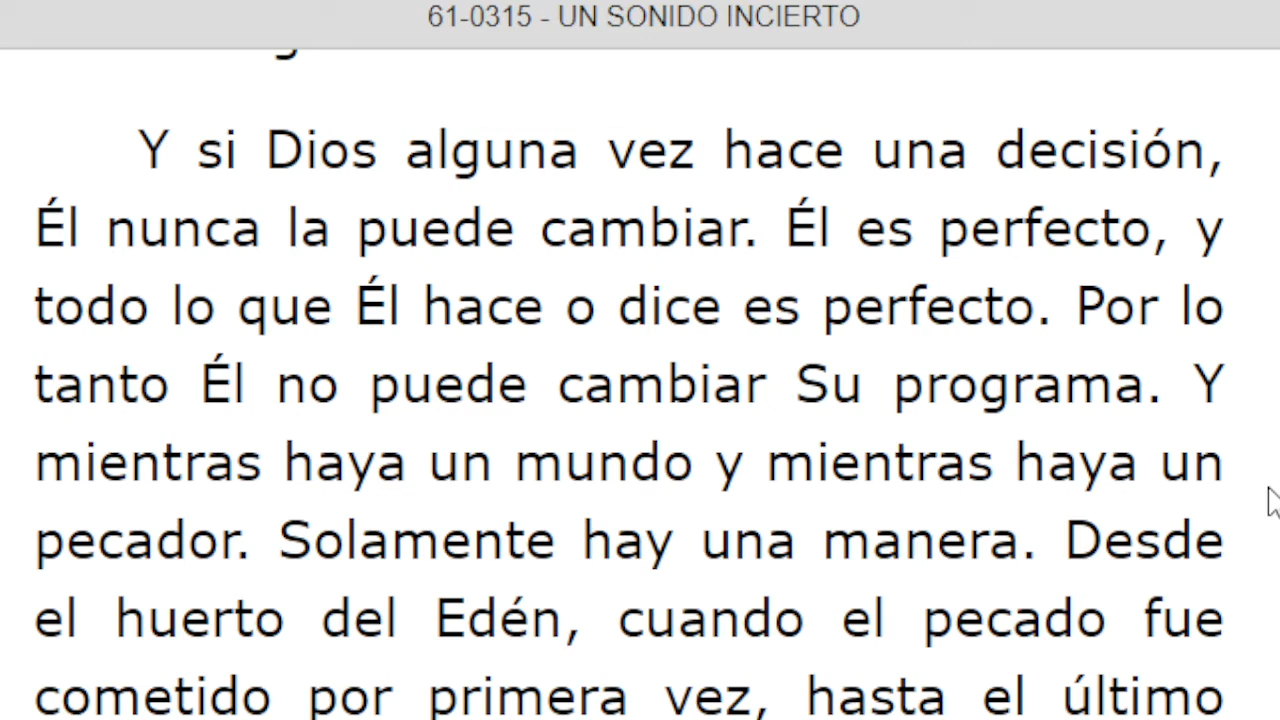 61-0315 - UN SONIDO INCIERTO
Y si Dios alguna vez hace una decisión,
Él nunca la puede cambiar. Él es perfecto, y
todo lo que Él hace o dice es perfecto. Por lo
tanto Él no puede cambiar Su programa. Y
mientras haya un mundo y mientras haya un
pecador. Solamente hay una manera. Desde
el huerto del Edén, cuando el pecado fue
cometido por primera vez, hasta el último